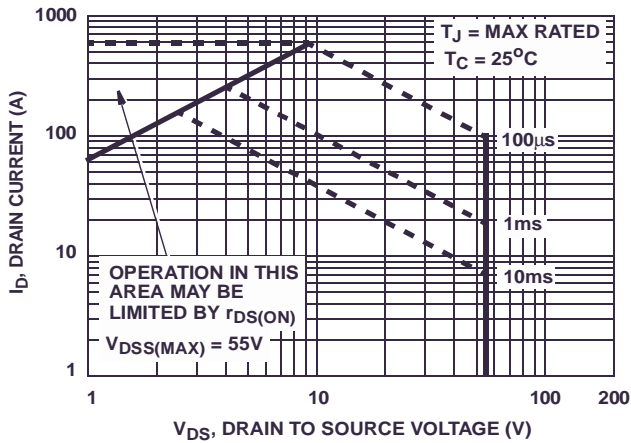 1000
T_J = MAX RATED
T_C = 25°C
100
100µs
I_D, DRAIN CURRENT (A)
1ms
10
10ms
OPERATION IN THIS
AREA MAY BE
LIMITED BY r_DS(ON)
V_DSS(MAX) = 55V
1
1
10
100
200
V_DS, DRAIN TO SOURCE VOLTAGE (V)